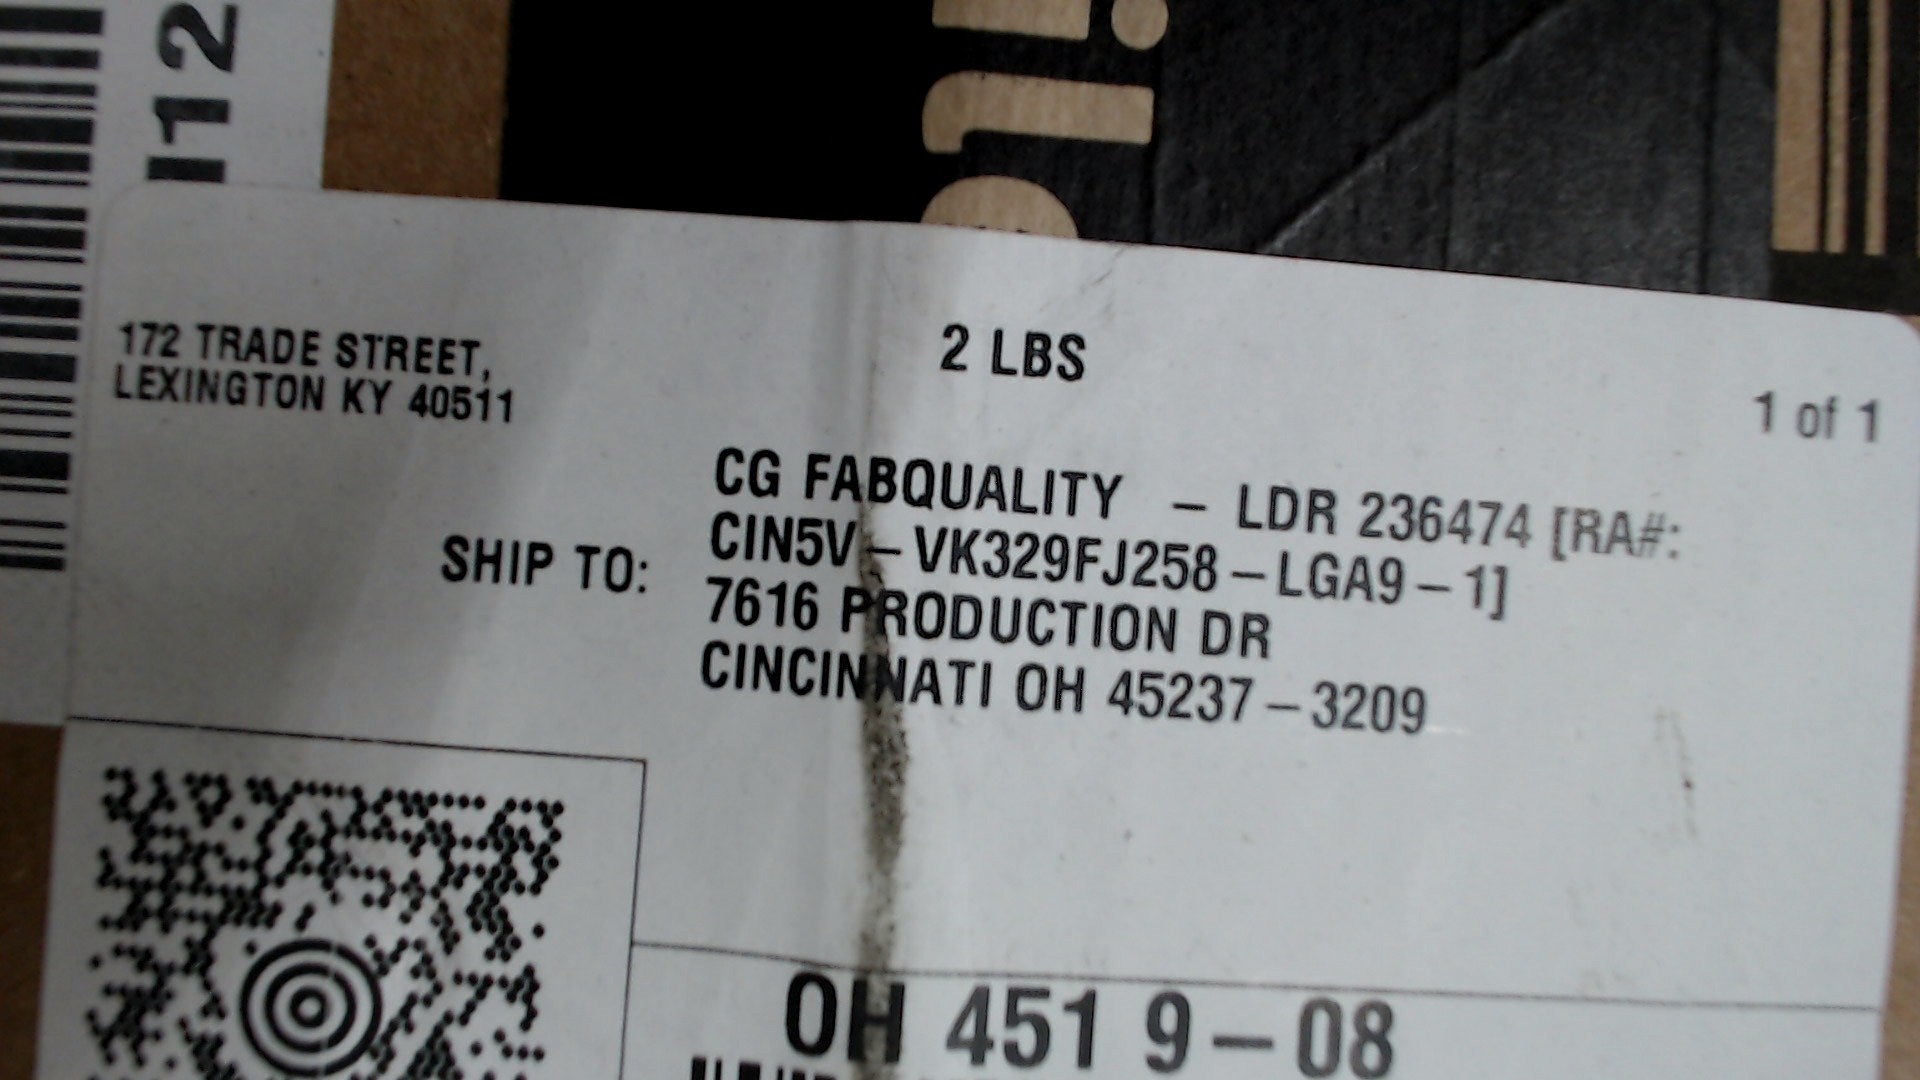 112
172 TRADE STREET,
LEXINGTON KY 40511
2 LBS
1 of 1
SHIP TO:
CG FABQUALITY - LDR 236474 [RA#:
CIN5V-VK329FJ258-LGA9-1]
7616 PRODUCTION DR
CINCINNATI OH 45237-3209
OH 451 9-08